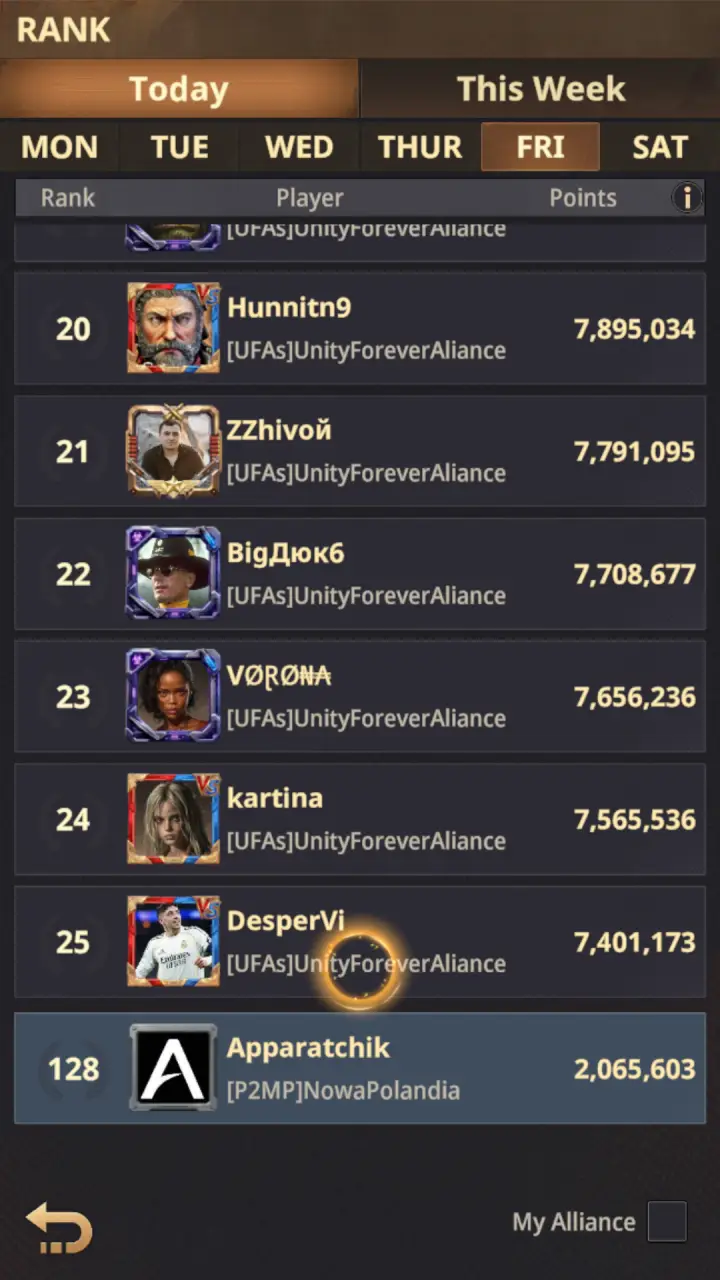 RANK
Today
This Week
MON
TUE
WED
THUR
FRI
SAT
Rank
Player
Points
[UFAs]UnityForeverAliance
20
Hunnitn9
[UFAs]UnityForeverAliance
7,895,034
21
ZZhivoй
[UFAs]UnityForeverAliance
7,791,095
22
BigДюк6
[UFAs]UnityForeverAliance
7,708,677
23
VØⱤØ₦₳
[UFAs]UnityForeverAliance
7,656,236
24
kartina
[UFAs]UnityForeverAliance
7,565,536
25
DesperVi
[UFAs]UnityForeverAliance
7,401,173
128
Apparatchik
[P2MP]NowaPolandia
2,065,603
My Alliance